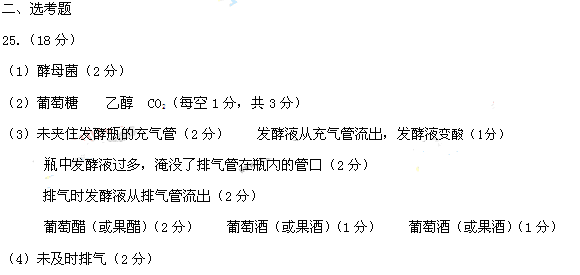 二、选考题
25.（18分）
（1）酵母菌（2分）
（2）葡萄糖 乙醇 CO₂（每空1分，共3分）
（3）未夹住发酵瓶的充气管（2分） 发酵液从充气管流出，发酵液变酸（1分）
瓶中发酵液过多，淹没了排气管在瓶内的管口（2分）
排气时发酵液从排气管流出（2分）
葡萄醋（或果醋）（2分） 葡萄酒（或果酒）（1分） 葡萄酒（或果酒）（1分）
（4）未及时排气（2分）